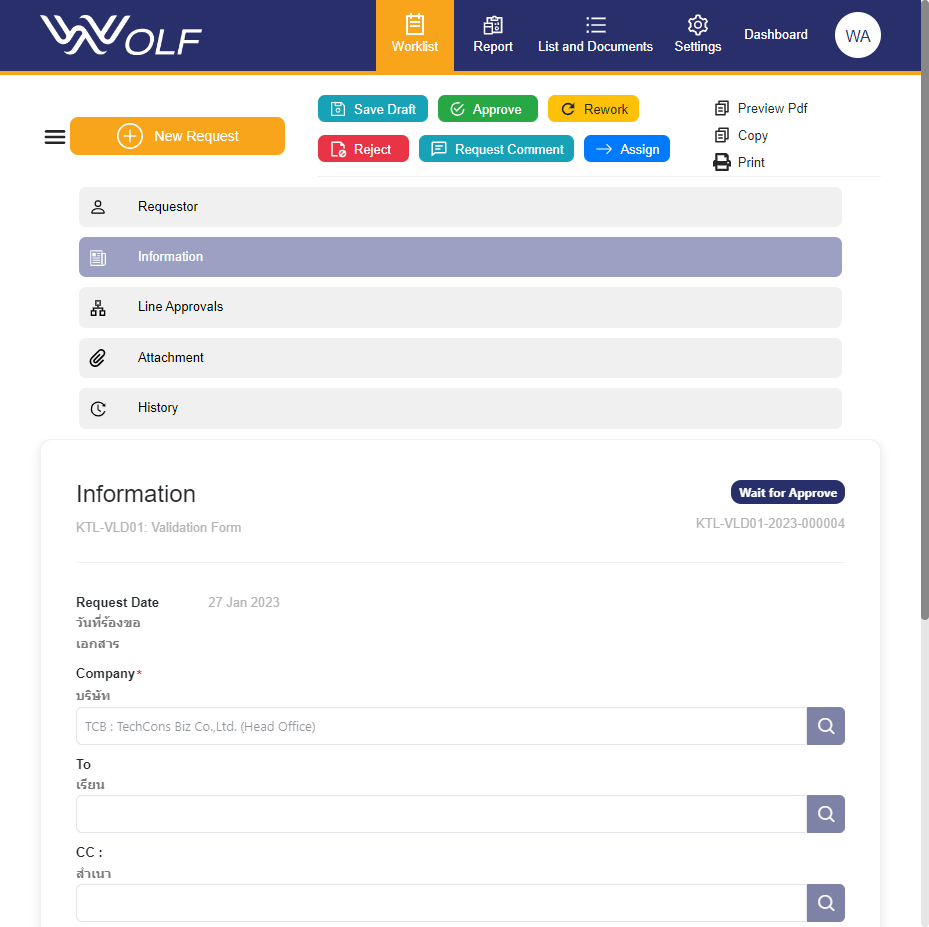 WOLF
Worklist
Report
List and Documents
Settings
Dashboard
WA
New Request
Save Draft
Approve
Rework
Reject
Request Comment
Assign
Preview Pdf
Copy
Print
Requestor
Information
Line Approvals
Attachment
History
Information
Wait for Approve
KTL-VLD01: Validation Form
KTL-VLD01-2023-000004
Request Date
27 Jan 2023
วันที่ร้องขอ
เอกสาร
Company*
บริษัท
TCB : TechCons Biz Co.,Ltd. (Head Office)
To
เรียน
CC :
สำเนา